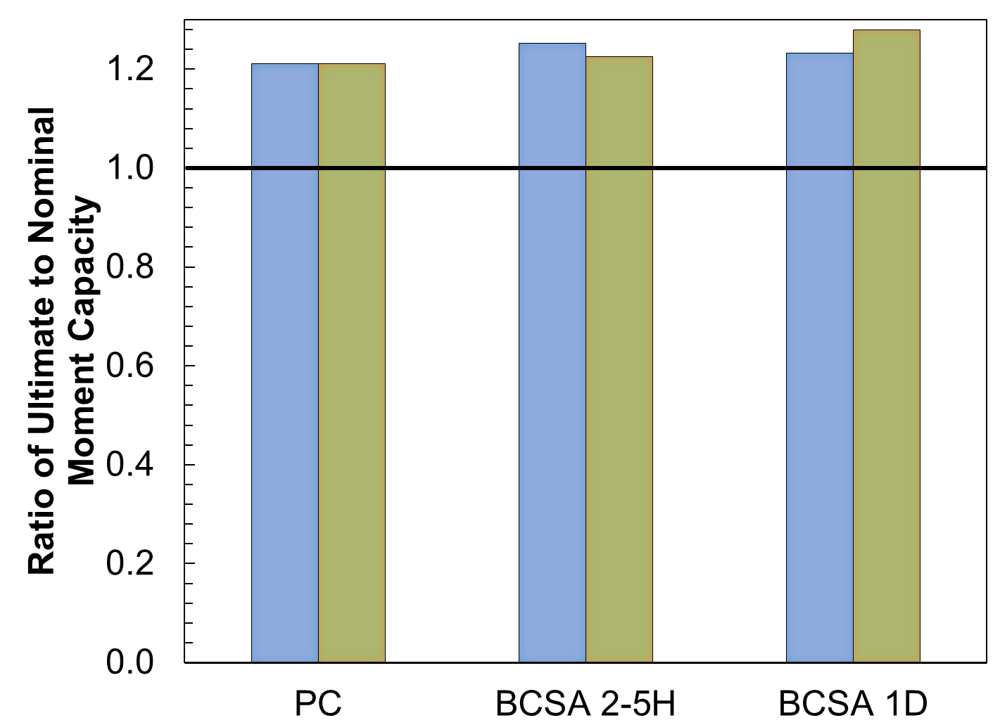 Ratio of Ultimate to Nominal
Moment Capacity
1.2
1.0
0.8
0.6
0.4
0.2
0.0
PC
BCSA 2-5H
BCSA 1D